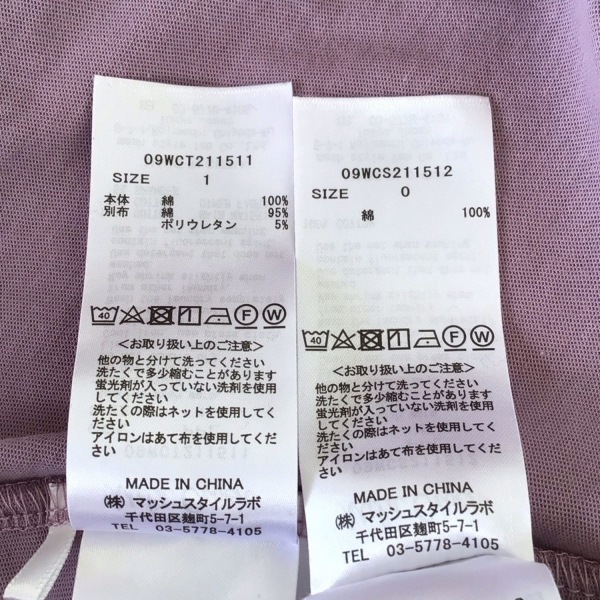 09WCT211511
SIZE 1
本体 綿 100%
別布 綿 95%
ポリウレタン 5%
40 F W
<お取り扱い上のご注意>
他の物と分けて洗ってください
洗たくで多少縮むことがあります
蛍光剤が入っていない洗剤を使用
してください
洗たくの際はネットを使用してくだ
さい
アイロンはあて布を使用してくださ
い
MADE IN CHINA
(株) マッシュスタイルラボ
千代田区麹町5-7-1
TEL 03-5778-4105
09WCS211512
SIZE 0
綿 100%
40 F W
<お取り扱い上のご注意>
他の物と分けて洗ってください
洗たくで多少縮むことがあります
蛍光剤が入っていない洗剤を使用
してください
洗たくの際はネットを使用してくだ
さい
アイロンはあて布を使用してくださ
い
MADE IN CHINA
(株) マッシュスタイルラボ
千代田区麹町5-7-1
TEL 03-5778-4105